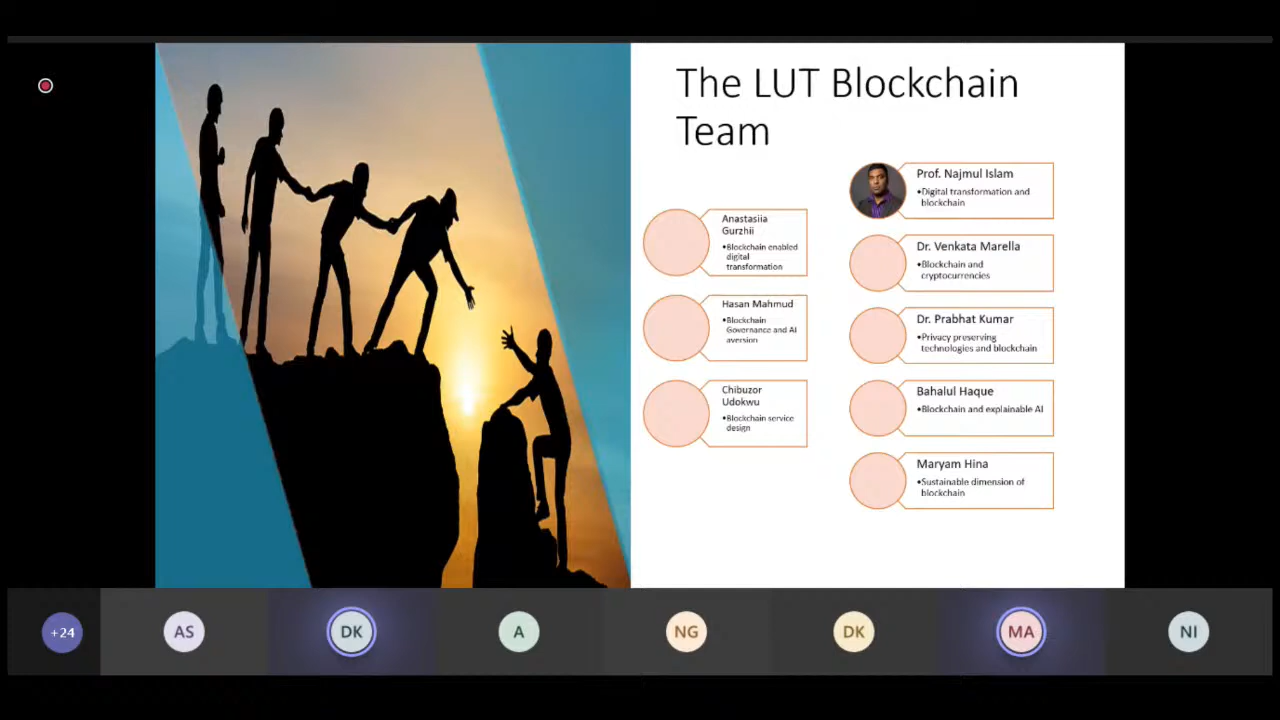 The LUT Blockchain
Team
Anastasiia
Gurzhii
•Blockchain enabled
digital
transformation
Hasan Mahmud
•Blockchain
Governance and AI
aversion
Chibuzor
Udokwu
•Blockchain service
design
Prof. Najmul Islam
•Digital transformation and
blockchain
Dr. Venkata Marella
•Blockchain and
cryptocurrencies
Dr. Prabhat Kumar
•Privacy preserving
technologies and blockchain
Bahalul Haque
•Blockchain and explainable AI
Maryam Hina
•Sustainable dimension of
blockchain
+24 AS DK A NG DK MA NI